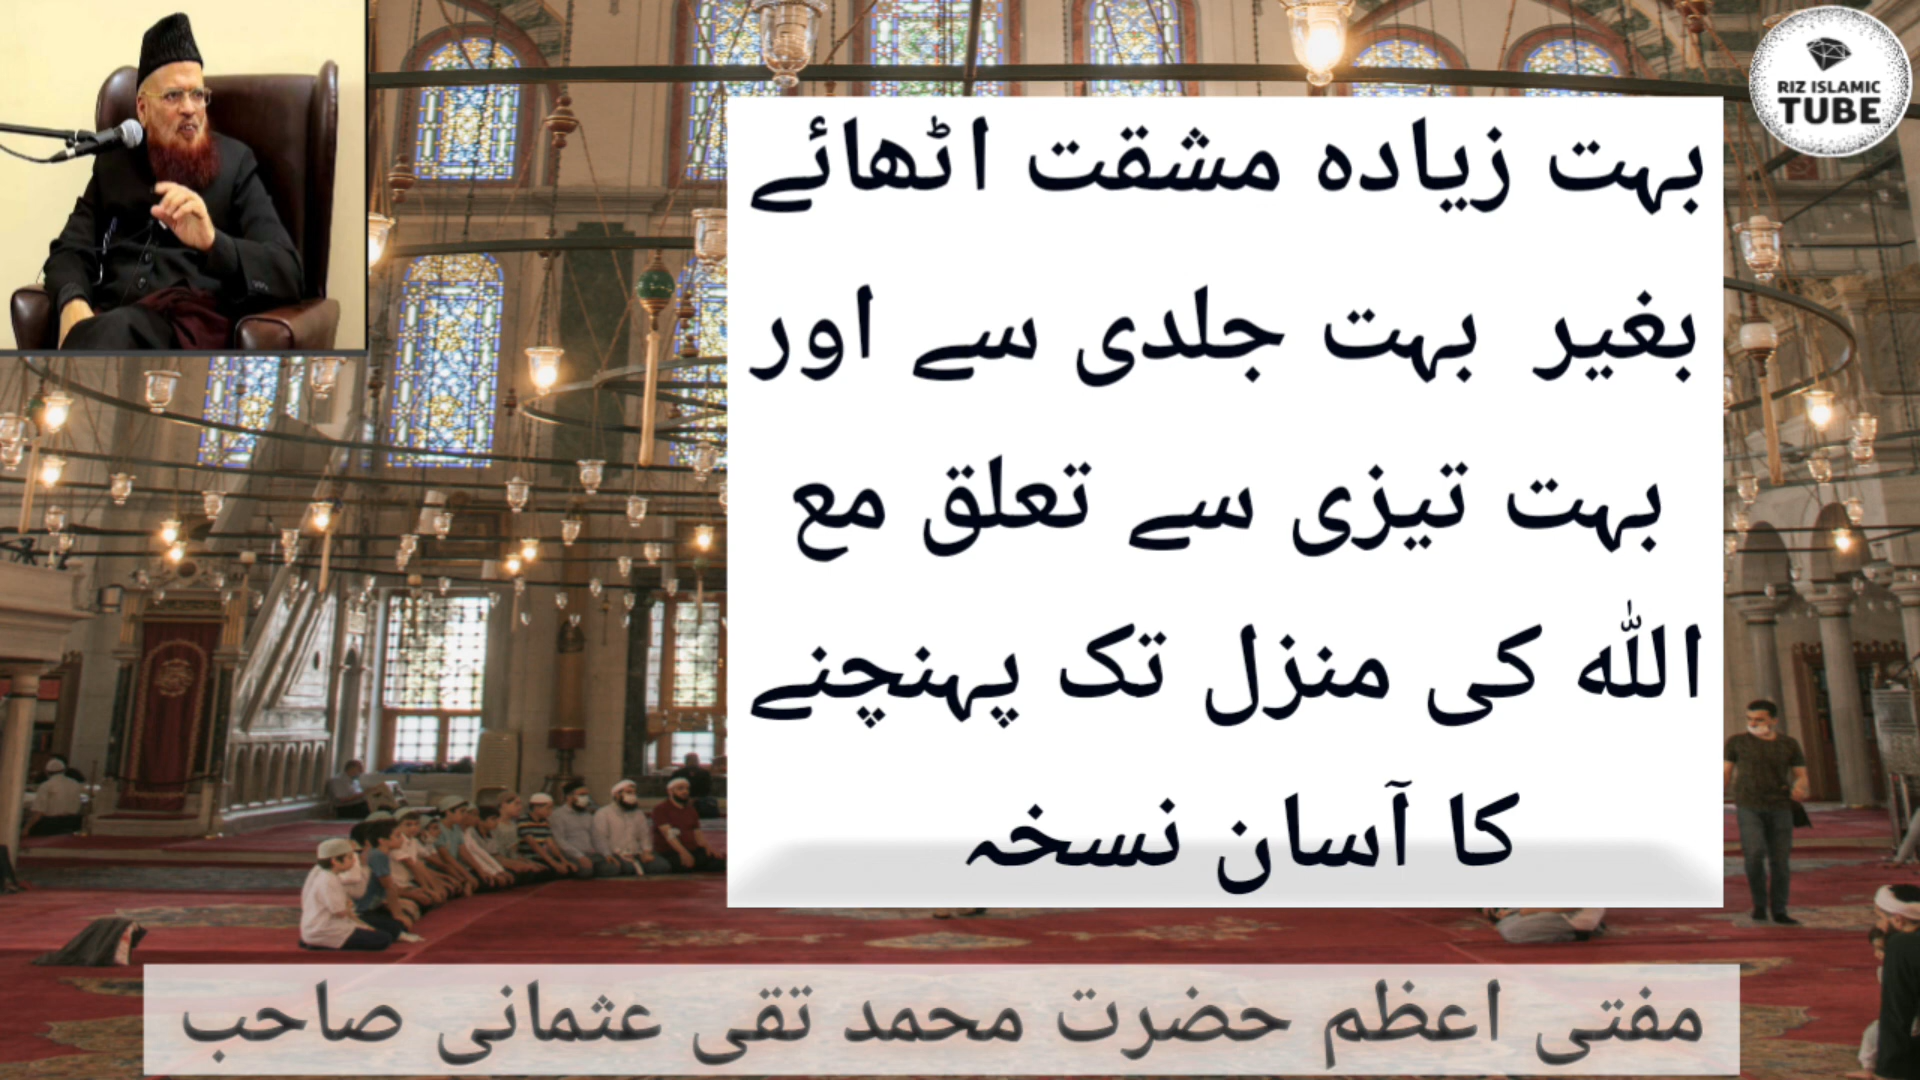 RIZ ISLAMIC
TUBE
بہت زیادہ مشقت اٹھائے
بغیر بہت جلدی سے اور
بہت تیزی سے تعلق مع
اللہ کی منزل تک پہنچنے
کا آسان نسخہ
مفتی اعظم حضرت محمد تقی عثمانی صاحب